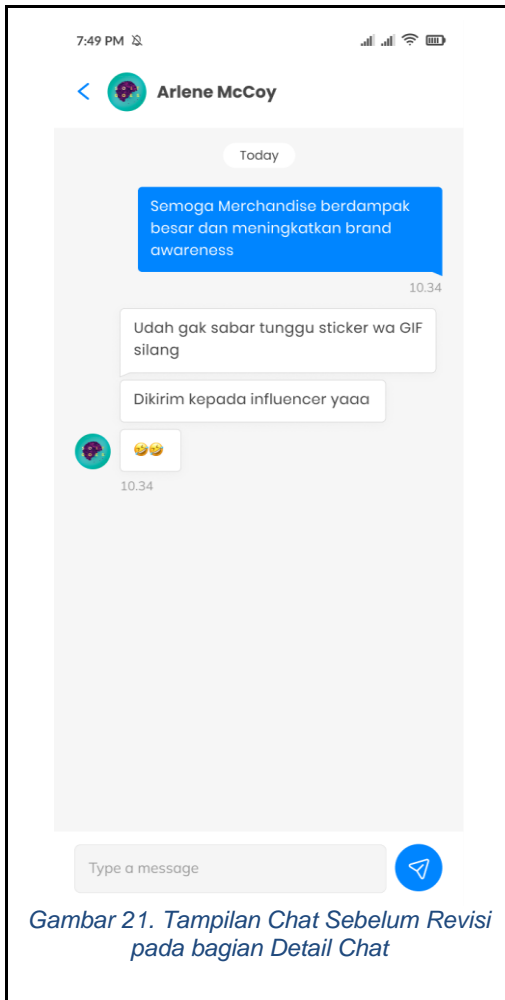 7:49 PM
Arlene McCoy
Today
Semoga Merchandise berdampak
besar dan meningkatkan brand
awareness
10.34
Udah gak sabar tunggu sticker wa GIF
silang
Dikirim kepada influencer yaaa
🤣🤣
10.34
Type a message
Gambar 21. Tampilan Chat Sebelum Revisi
pada bagian Detail Chat